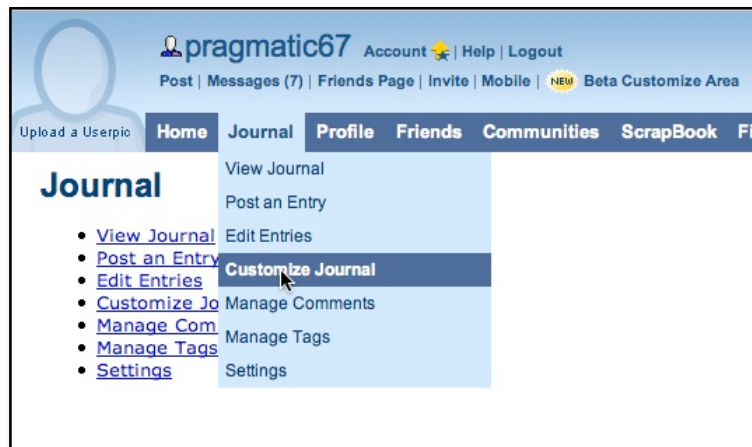 pragmatic67 Account | Help | Logout
Post | Messages (7) | Friends Page | Invite | Mobile | NEW Beta Customize Area
Upload a Userpic
Home Journal Profile Friends Communities ScrapBook Fi
View Journal
Post an Entry
Edit Entries
Customize Journal
Manage Comments
Manage Tags
Settings
Journal
• View Journal
• Post an Entry
• Edit Entries
• Customize Jo
• Manage Com
• Manage Tags
• Settings